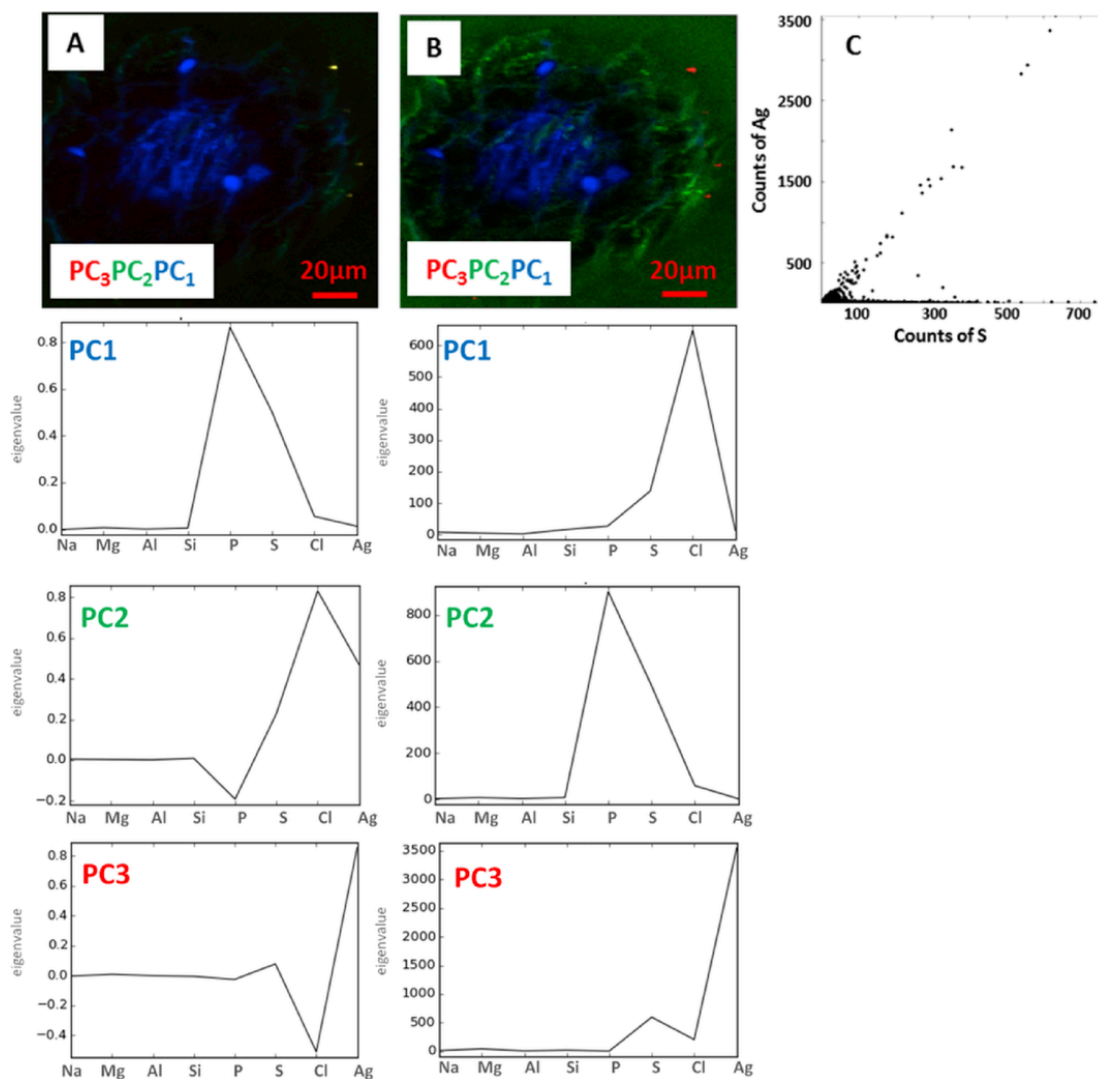 A
PC3PC2PC1
20μm
B
PC3PC2PC1
20μm
C
3500
2500
1500
500
100
300
500
700
Counts of Ag
Counts of S
PC1
0.8
0.6
0.4
0.2
0.0
eigenvalue
Na Mg Al Si P S Cl Ag
PC1
600
500
400
300
200
100
0
eigenvalue
Na Mg Al Si P S Cl Ag
PC2
0.8
0.6
0.4
0.2
0.0
−0.2
eigenvalue
Na Mg Al Si P S Cl Ag
PC2
800
600
400
200
0
eigenvalue
Na Mg Al Si P S Cl Ag
PC3
0.8
0.6
0.4
0.2
0.0
−0.2
−0.4
eigenvalue
Na Mg Al Si P S Cl Ag
PC3
3500
3000
2500
2000
1500
1000
500
0
eigenvalue
Na Mg Al Si P S Cl Ag